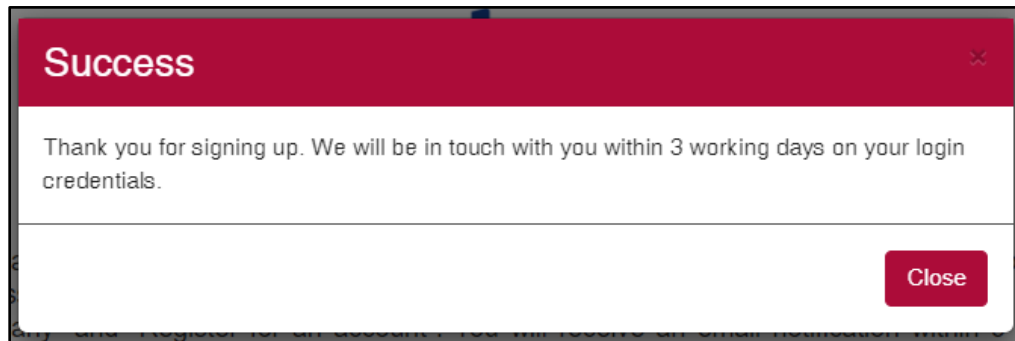 Success
×
Thank you for signing up. We will be in touch with you within 3 working days on your login
credentials.
Close